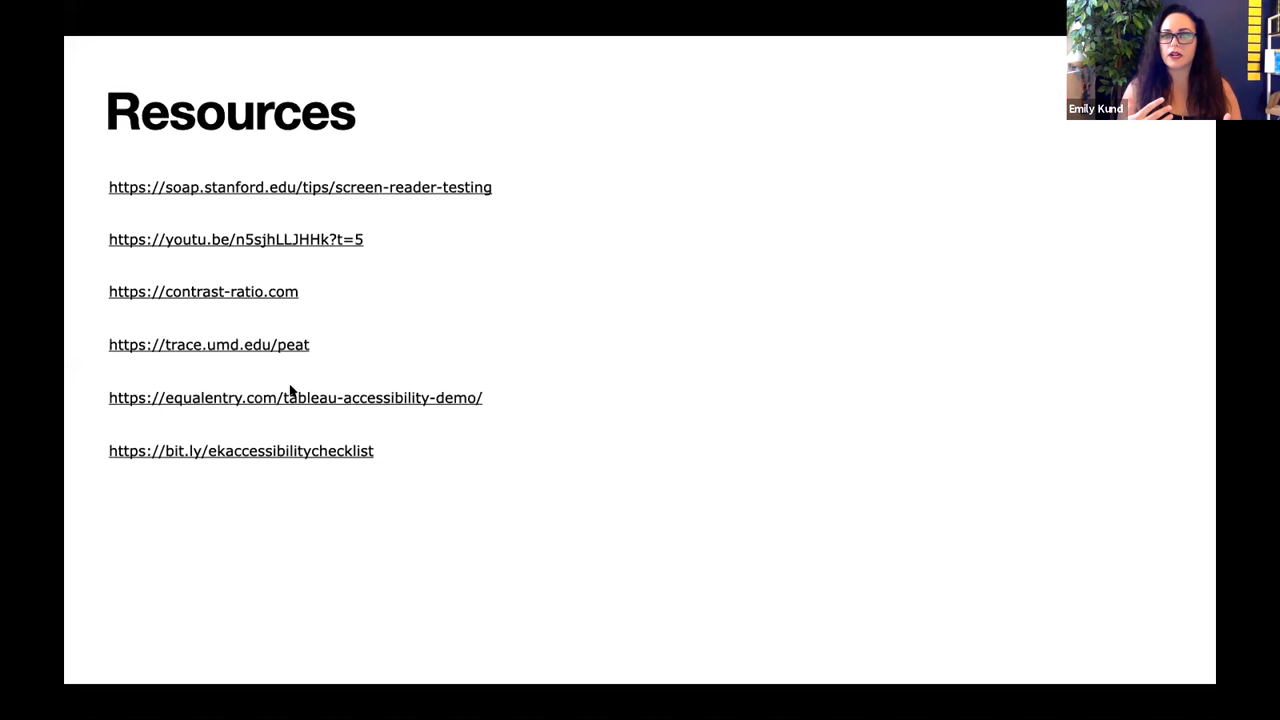 Resources
https://soap.stanford.edu/tips/screen-reader-testing
https://youtu.be/n5sjhLLJHHk?t=5
https://contrast-ratio.com
https://trace.umd.edu/peat
https://equalentry.com/tableau-accessibility-demo/
https://bit.ly/ekaccessibilitychecklist
Emily Kund